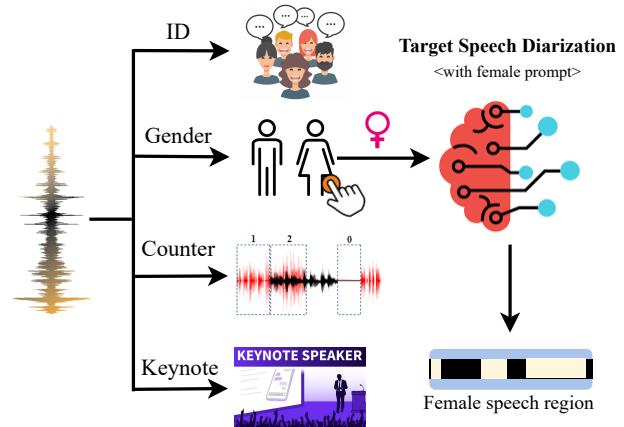 ID
Gender
Counter
1 2 0
Keynote
KEYNOTE SPEAKER
Target Speech Diarization
<with female prompt>
Female speech region